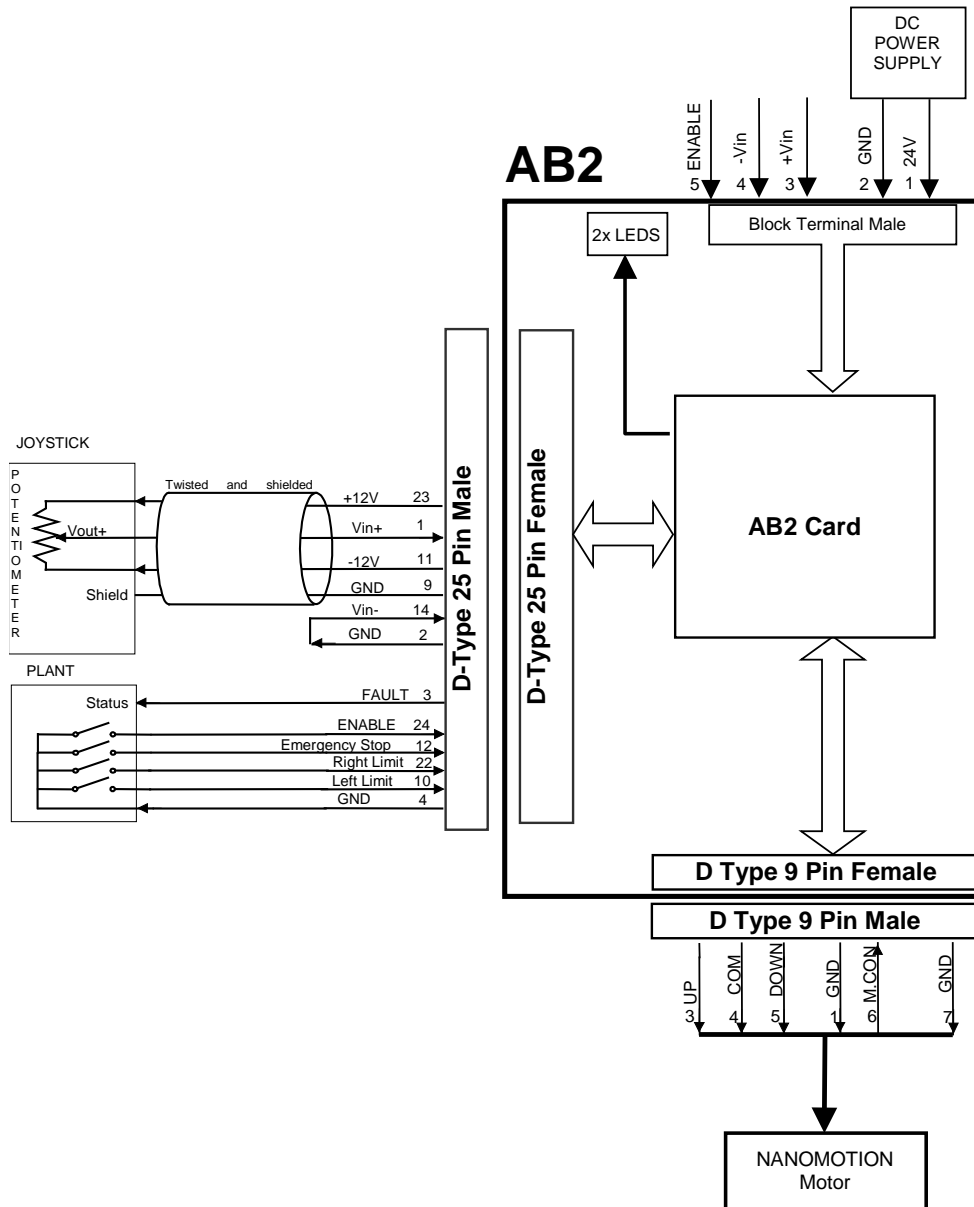 DC
POWER
SUPPLY
ENABLE
-Vin
+Vin
GND
24V
5
4
3
2
1
AB2
Block Terminal Male
2x LEDS
D-Type 25 Pin Male
D-Type 25 Pin Female
AB2 Card
JOYSTICK
POTENTIOMETER
Vout+
Shield
Twisted and shielded
+12V 23
Vin+ 1
-12V 11
GND 9
Vin- 14
GND 2
PLANT
Status
FAULT 3
ENABLE 24
Emergency Stop 12
Right Limit 22
Left Limit 10
GND 4
D Type 9 Pin Female
D Type 9 Pin Male
UP
COM
DOWN
GND
M.CON
GND
3
4
5
1
6
7
NANOMOTION
Motor